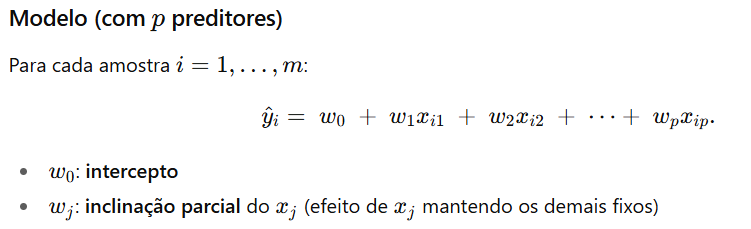 Modelo (com p preditores)
Para cada amostra i = 1, . . . , m:
ŷᵢ = w₀ + w₁xᵢ₁ + w₂xᵢ₂ + ⋯ + wₚxᵢₚ.
• w₀: intercepto
• wⱼ: inclinação parcial do xⱼ (efeito de xⱼ mantendo os demais fixos)